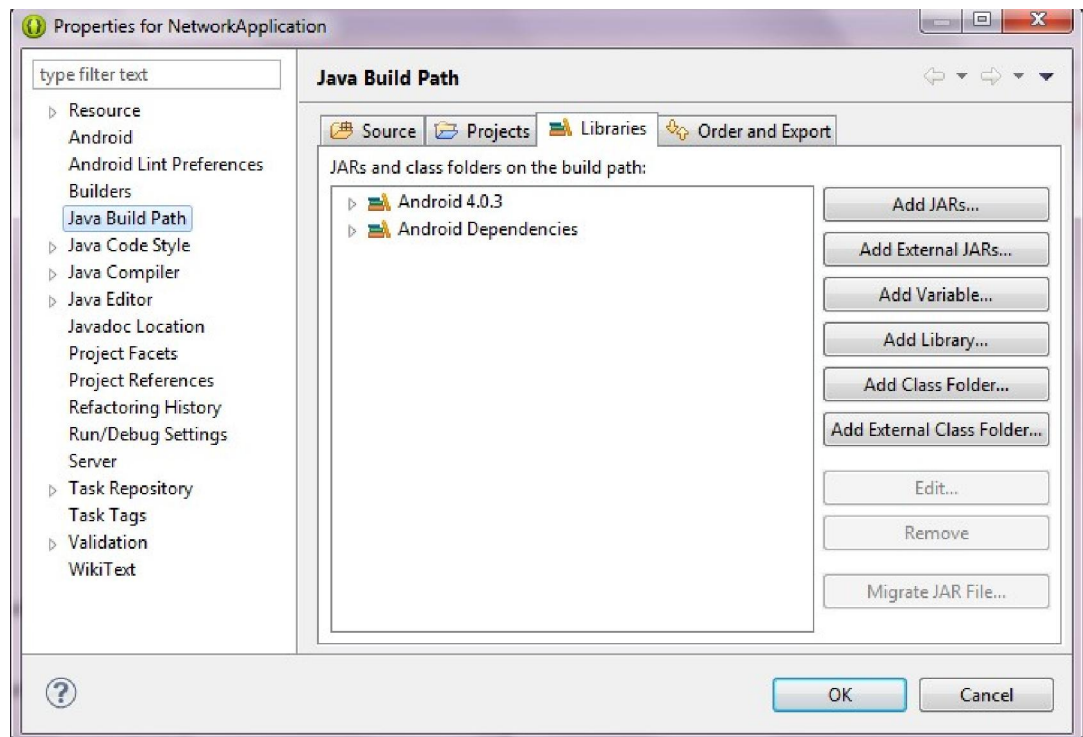 Properties for NetworkApplication
type filter text
Resource
Android
Android Lint Preferences
Builders
Java Build Path
Java Code Style
Java Compiler
Java Editor
Javadoc Location
Project Facets
Project References
Refactoring History
Run/Debug Settings
Server
Task Repository
Task Tags
Validation
WikiText
Java Build Path
Source
Projects
Libraries
Order and Export
JARs and class folders on the build path:
Android 4.0.3
Android Dependencies
Add JARs...
Add External JARs...
Add Variable...
Add Library...
Add Class Folder...
Add External Class Folder...
Edit...
Remove
Migrate JAR File...
?
OK
Cancel